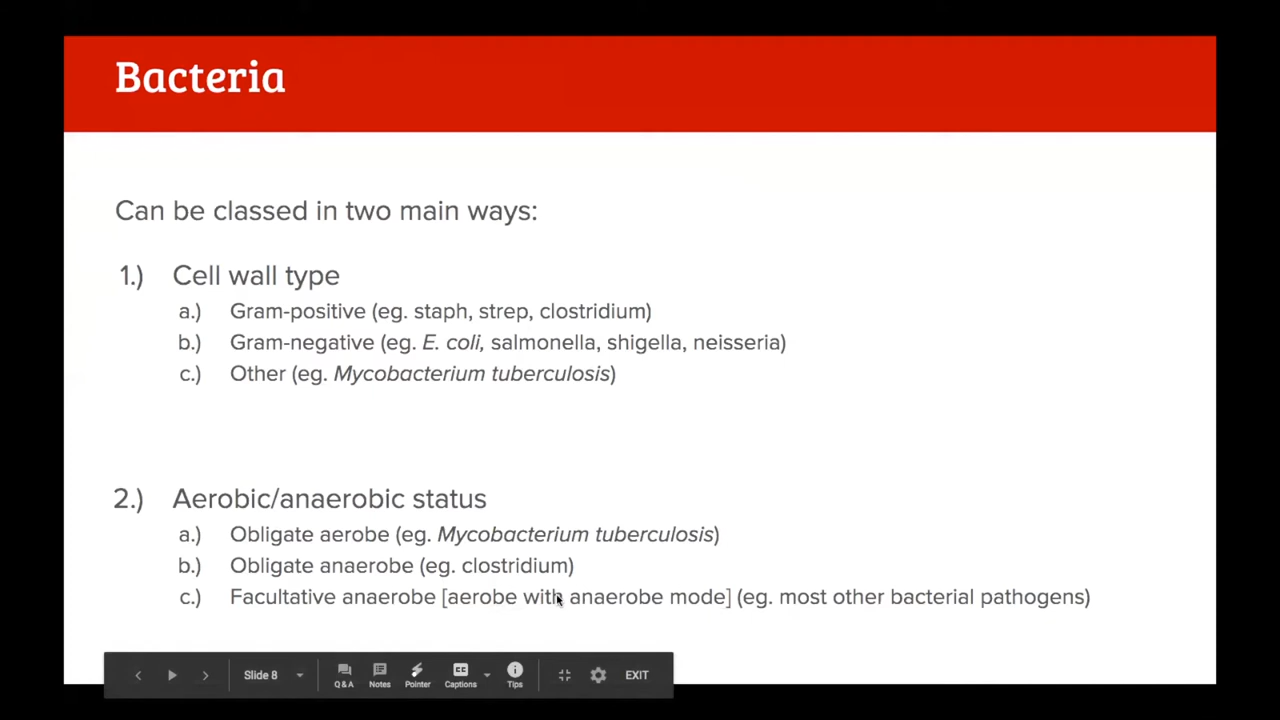 Bacteria
Can be classed in two main ways:
1.) Cell wall type
a.) Gram-positive (eg. staph, strep, clostridium)
b.) Gram-negative (eg. E. coli, salmonella, shigella, neisseria)
c.) Other (eg. Mycobacterium tuberculosis)
2.) Aerobic/anaerobic status
a.) Obligate aerobe (eg. Mycobacterium tuberculosis)
b.) Obligate anaerobe (eg. clostridium)
c.) Facultative anaerobe [aerobe with anaerobe mode] (eg. most other bacterial pathogens)
Slide 8 Q&A Notes Pointer CC Captions Tips EXIT